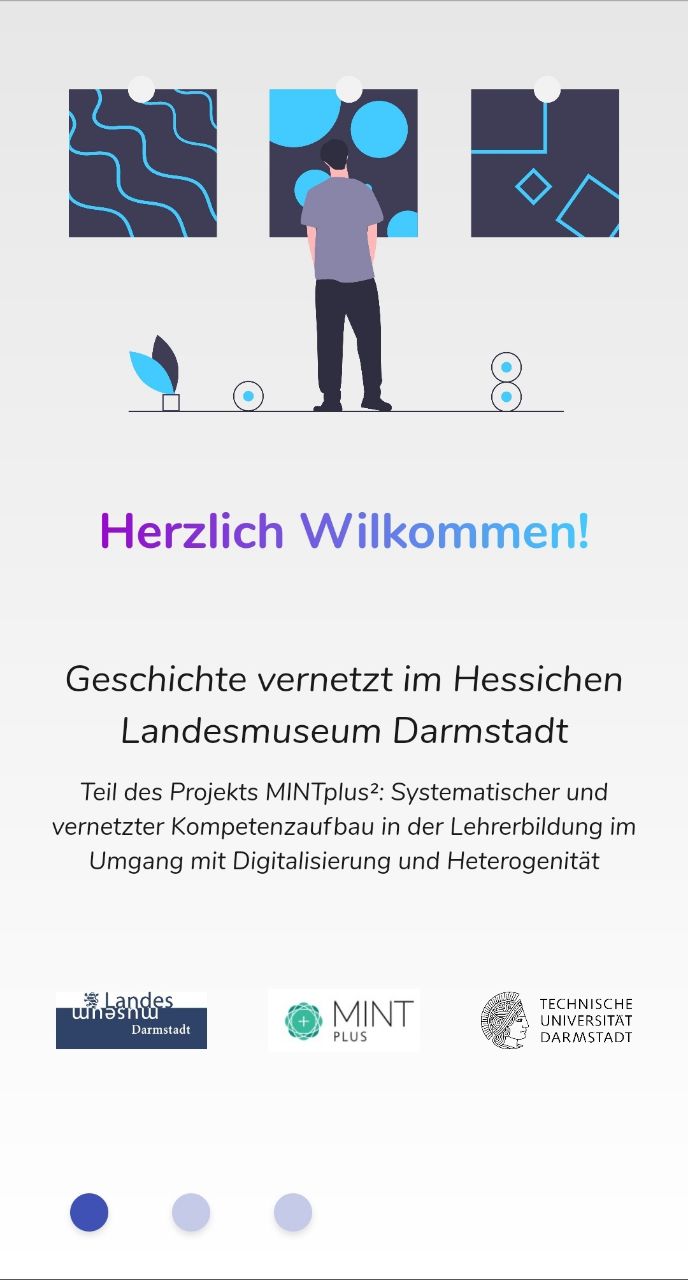 Herzlich Wilkommen!
Geschichte vernetzt im Hessichen
Landesmuseum Darmstadt
Teil des Projekts MINTplus²: Systematischer und
vernetzter Kompetenzaufbau in der Lehrerbildung im
Umgang mit Digitalisierung und Heterogenität
Landes
museum
Darmstadt
MINT
PLUS
TECHNISCHE
UNIVERSITÄT
DARMSTADT